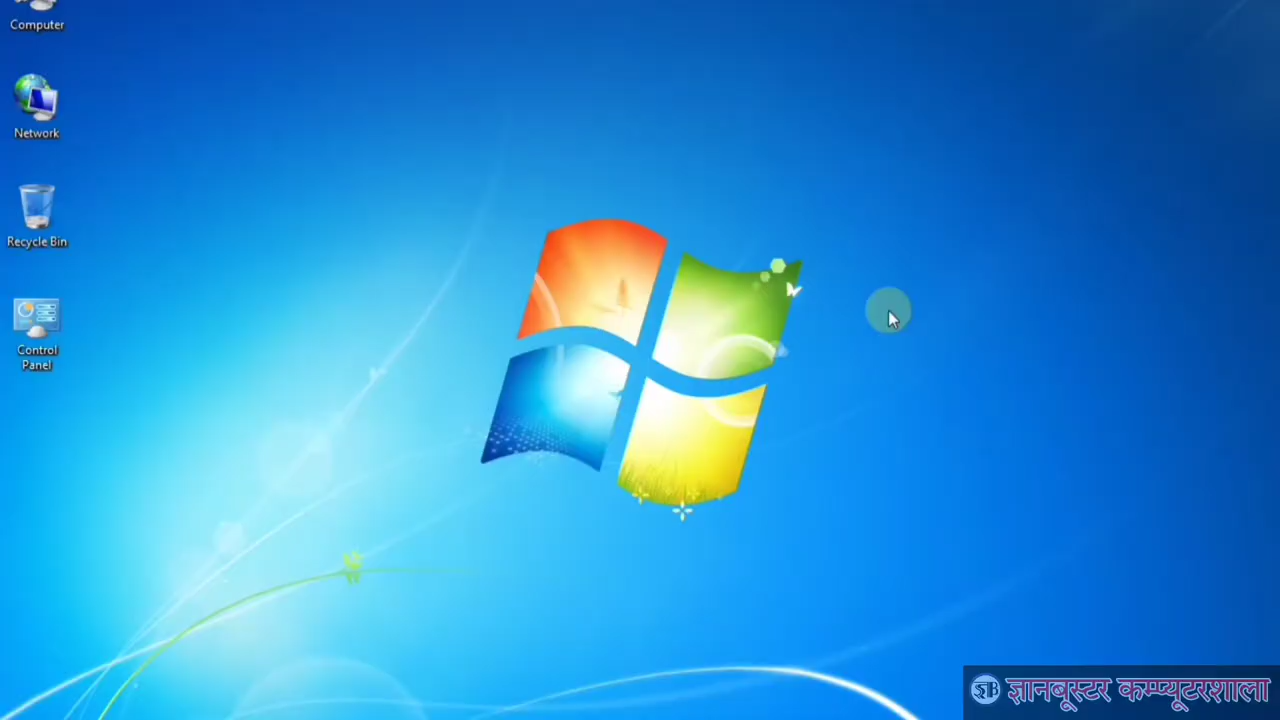 Computer
Network
Recycle Bin
Control
Panel
ज्ञानबूस्टर कम्प्यूटरशाला